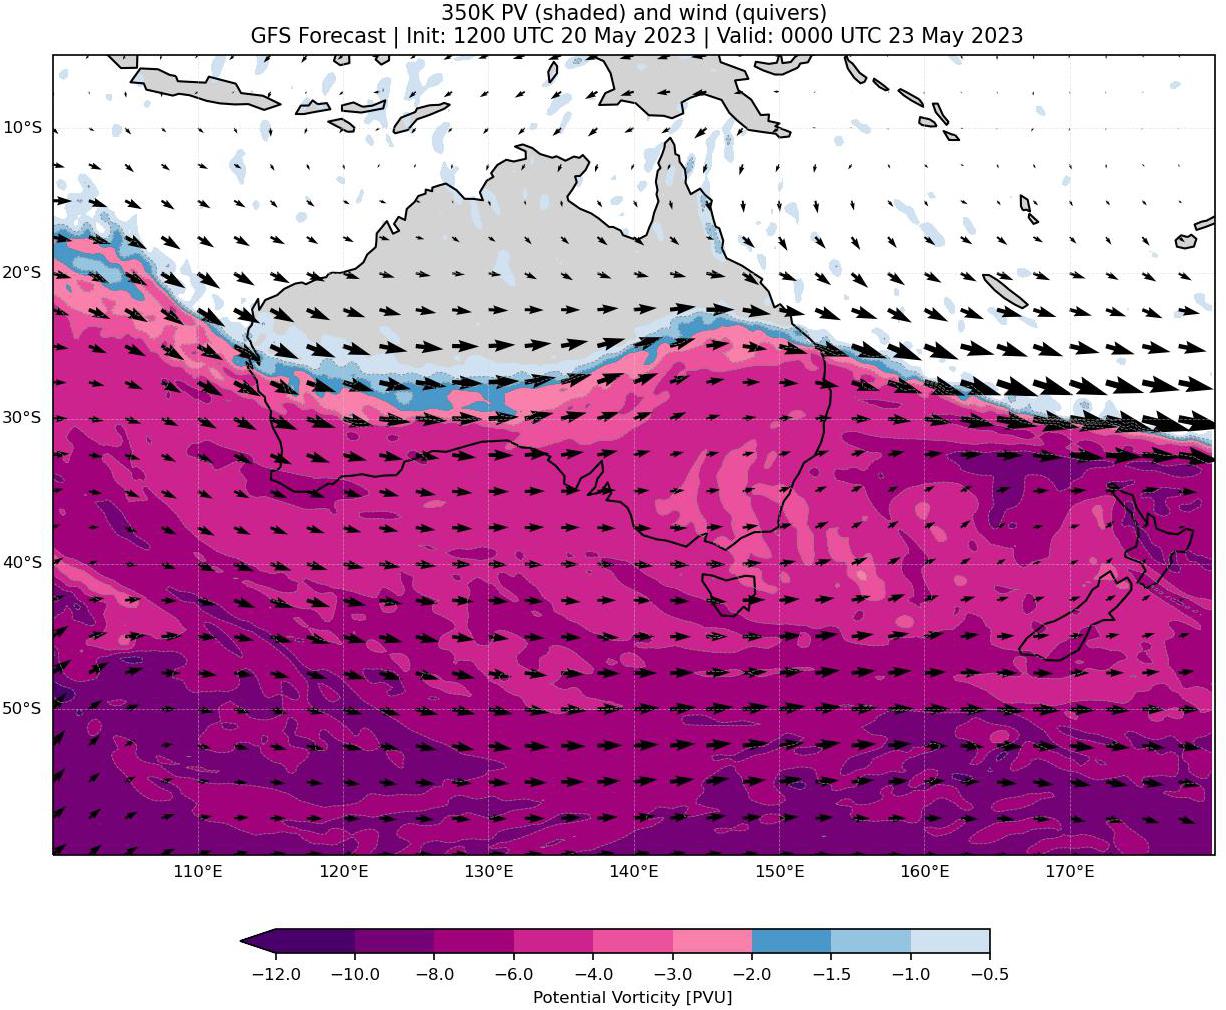 350K PV (shaded) and wind (quivers)
GFS Forecast | Init: 1200 UTC 20 May 2023 | Valid: 0000 UTC 23 May 2023
10°S
20°S
30°S
40°S
50°S
110°E 120°E 130°E 140°E 150°E 160°E 170°E
−12.0 −10.0 −8.0 −6.0 −4.0 −3.0 −2.0 −1.5 −1.0 −0.5
Potential Vorticity [PVU]